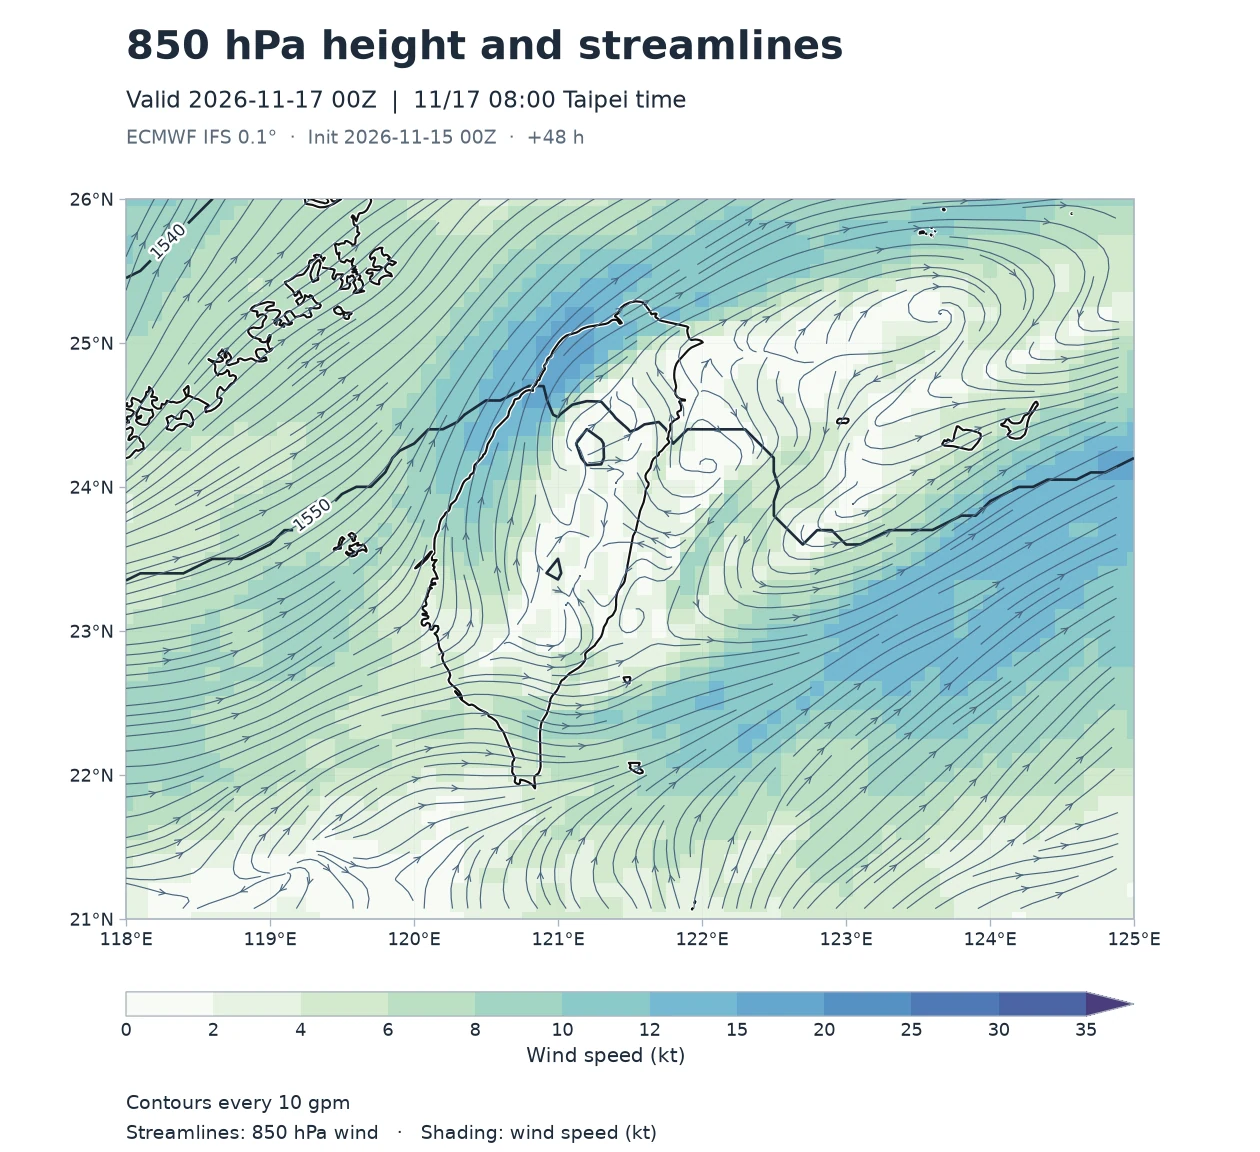 850 hPa height and streamlines
Valid 2026-11-17 00Z | 11/17 08:00 Taipei time
ECMWF IFS 0.1° · Init 2026-11-15 00Z · +48 h
26°N
1540
25°N
24°N
1550
23°N
22°N
21°N
118°E 119°E 120°E 121°E 122°E 123°E 124°E 125°E
0 2 4 6 8 10 12 15 20 25 30 35
Wind speed (kt)
Contours every 10 gpm
Streamlines: 850 hPa wind · Shading: wind speed (kt)